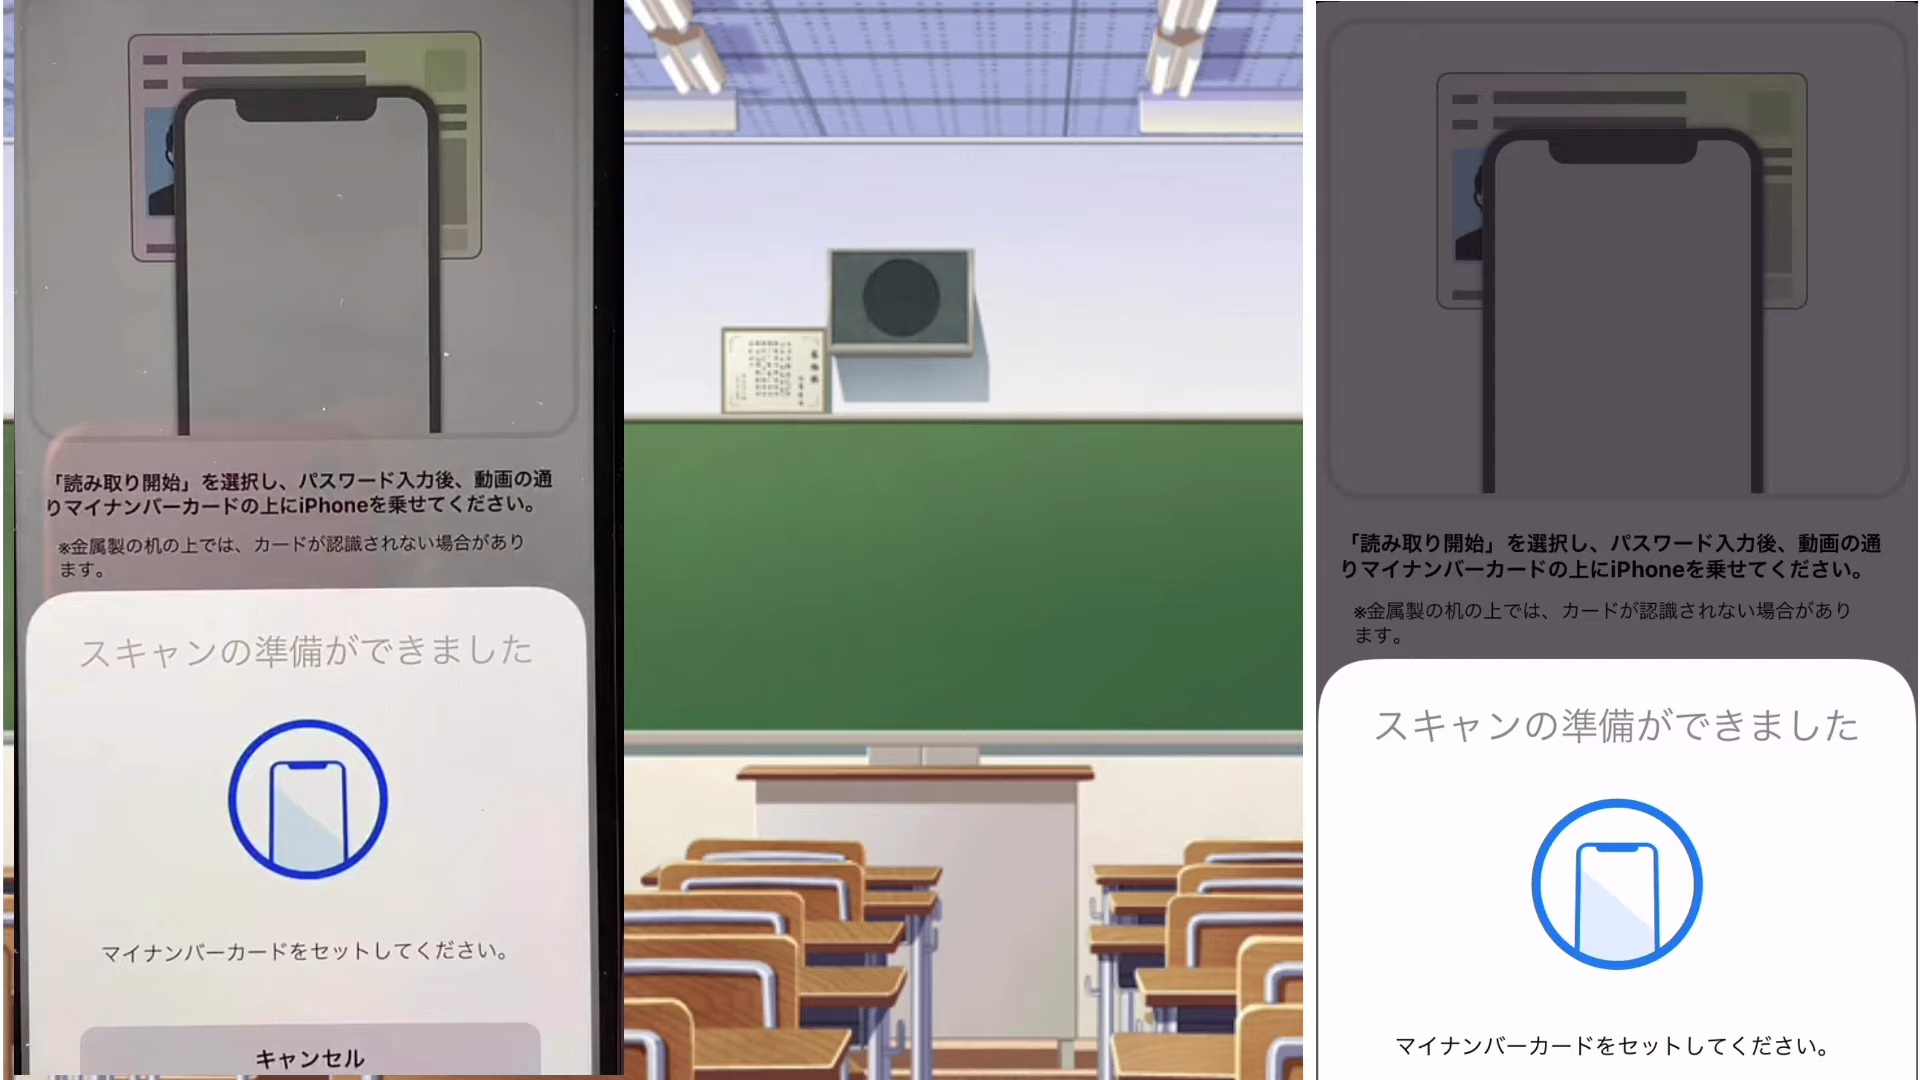 「読み取り開始」を選択し、パスワード入力後、動画の通
りマイナンバーカードの上にiPhoneを乗せてください。
※金属製の机の上では、カードが認識されない場合があり
ます。
スキャンの準備ができました
マイナンバーカードをセットしてください。
キャンセル
「読み取り開始」を選択し、パスワード入力後、動画の通
りマイナンバーカードの上にiPhoneを乗せてください。
※金属製の机の上では、カードが認識されない場合があり
ます。
スキャンの準備ができました
マイナンバーカードをセットしてください。